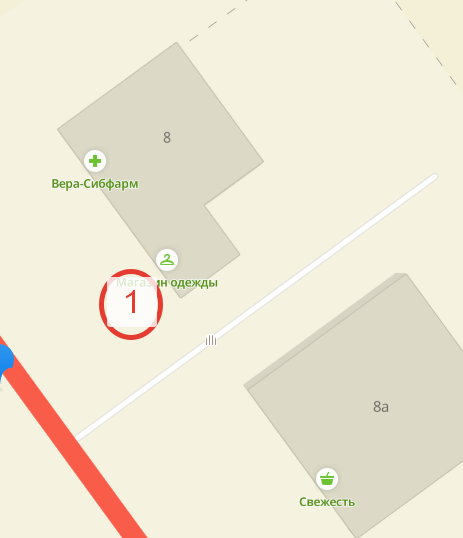 8
Вера-Сибфарм
Магазин одежды
1
8а
Свежесть